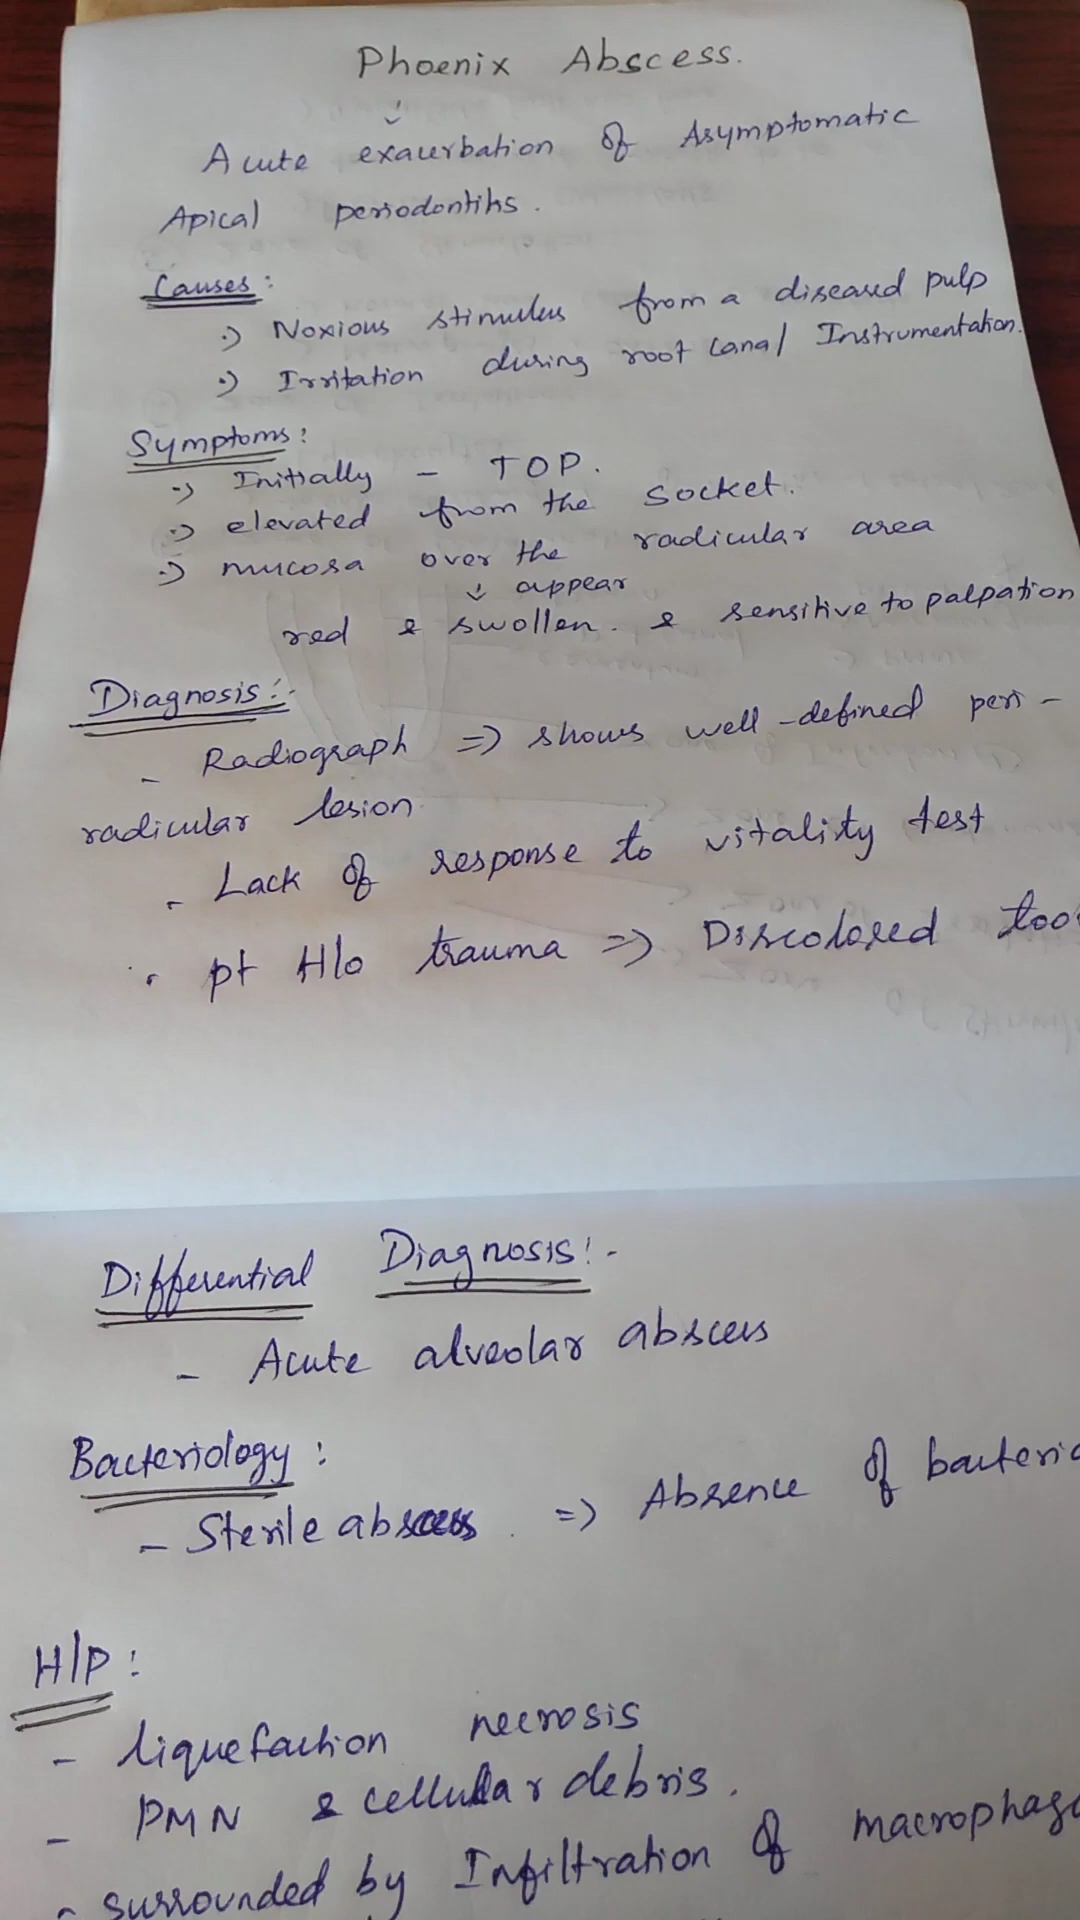 Phoenix Abscess.
Acute exacerbation of Asymptomatic
Apical periodontitis.
Causes:
Noxious stimulus from a diseased pulp
Irritation during root canal Instrumentation.
Symptoms:
Initially - TOP.
elevated from the socket.
mucosa over the radicular area
appear
red & swollen. & sensitive to palpation
Diagnosis:-
- Radiograph => shows well-defined peri-
radicular lesion
- Lack of response to vitality test
pt H/o trauma => Discolored too
Differential Diagnosis:-
- Acute alveolar abscess
Bacteriology:
- Sterile abscess. => Absence of bacteria
H/P:
- liquefaction necrosis
- PMN & cellular debris.
- surrounded by Infiltration of macrophage